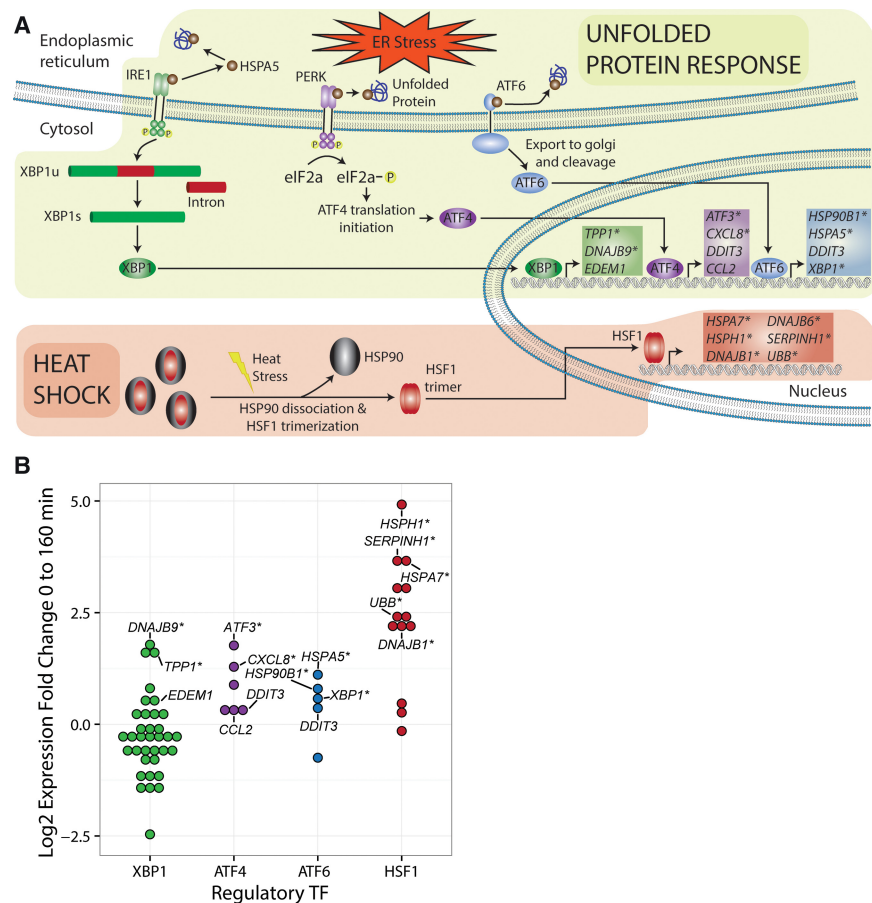 A
Endoplasmic
reticulum
IRE1
HSPA5
ER Stress
PERK
Unfolded
Protein
ATF6
UNFOLDED
PROTEIN RESPONSE
Cytosol
P P
P P
Export to golgi
and cleavage
XBP1u
Intron
eIF2a
eIF2a– P
ATF6
XBP1s
ATF4 translation
initiation
ATF4
XBP1
XBP1
TPP1*
DNAJB9*
EDEM1
ATF4
ATF3*
CXCL8*
DDIT3
CCL2
ATF6
HSP90B1*
HSPA5*
DDIT3
XBP1*
HEAT
SHOCK
Heat
Stress
HSP90
HSP90 dissociation &
HSF1 trimerization
HSF1
trimer
HSF1
HSPA7* DNAJB6*
HSPH1* SERPINH1*
DNAJB1* UBB*
Nucleus
B
Log2 Expression Fold Change 0 to 160 min
5.0
2.5
0.0
−2.5
DNAJB9*
TPP1*
EDEM1
ATF3*
CXCL8*
DDIT3
CCL2
HSPA5*
HSP90B1*
XBP1*
DDIT3
HSPH1*
SERPINH1*
HSPA7*
UBB*
DNAJB1*
XBP1 ATF4 ATF6 HSF1
Regulatory TF